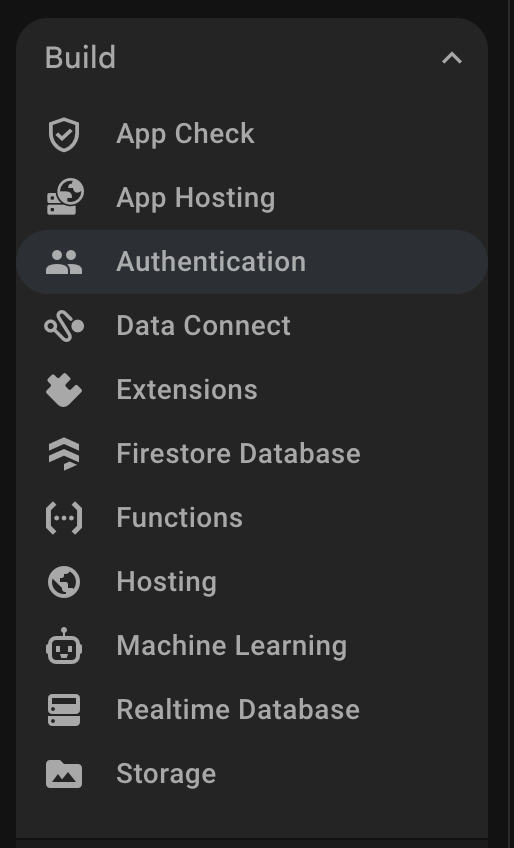 Build
App Check
App Hosting
Authentication
Data Connect
Extensions
Firestore Database
Functions
Hosting
Machine Learning
Realtime Database
Storage